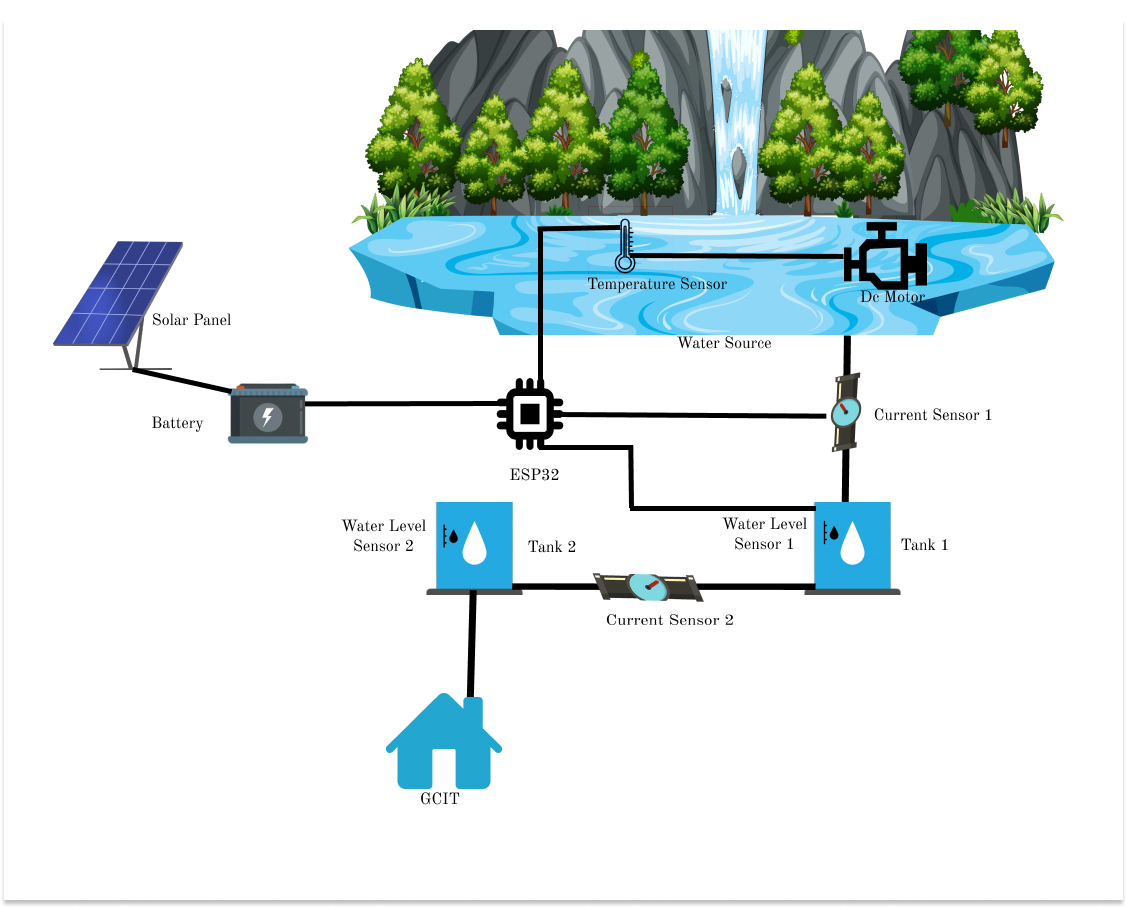 Temperature Sensor
Dc Motor
Solar Panel
Water Source
Battery
Current Sensor 1
ESP32
Water Level
Sensor 2
Tank 2
Water Level
Sensor 1
Tank 1
Current Sensor 2
GCIT